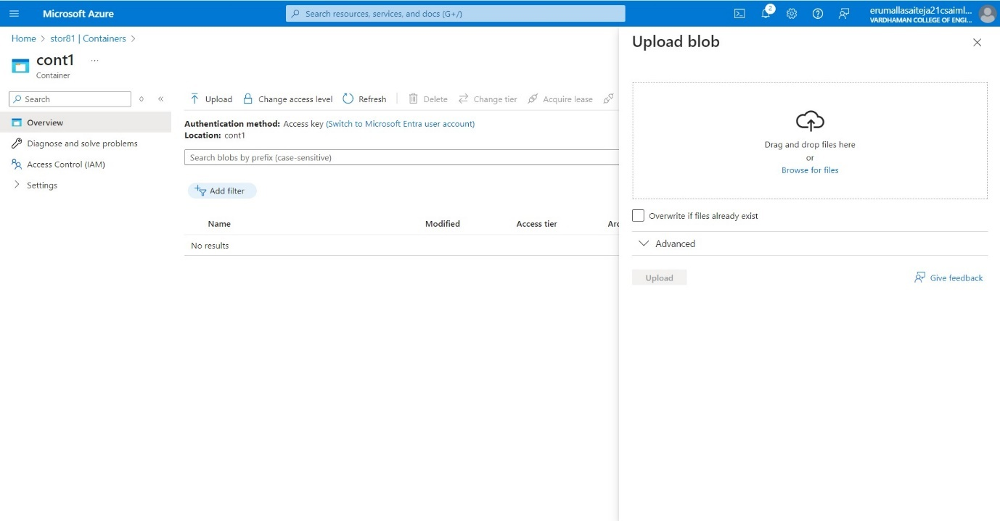 Microsoft Azure
Search resources, services, and docs (G+/)
2
erumallasaiteja21csaiml...
VARDHAMAN COLLEGE OF ENGI...
Home > stor81 | Containers >
cont1 ...
Container
Search
Overview
Diagnose and solve problems
Access Control (IAM)
Settings
Upload Change access level Refresh Delete Change tier Acquire lease
Authentication method: Access key (Switch to Microsoft Entra user account)
Location: cont1
Search blobs by prefix (case-sensitive)
Add filter
Name Modified Access tier Arc
No results
Upload blob
Drag and drop files here
or
Browse for files
Overwrite if files already exist
Advanced
Upload Give feedback